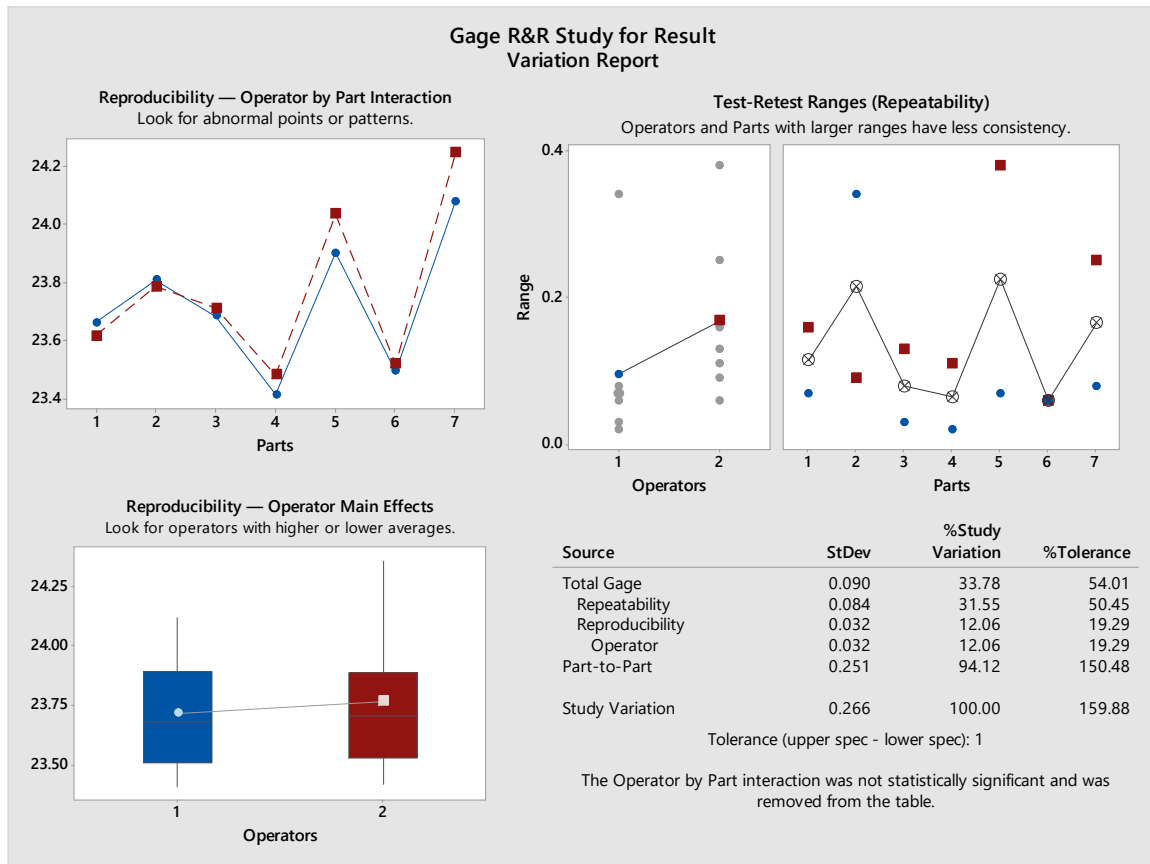 Gage R&R Study for Result
Variation Report
Reproducibility — Operator by Part Interaction
Look for abnormal points or patterns.
24.2
24.0
23.8
23.6
23.4
1 2 3 4 5 6 7
Parts
Test-Retest Ranges (Repeatability)
Operators and Parts with larger ranges have less consistency.
0.4
0.2
0.0
Range
1 2
Operators
1 2 3 4 5 6 7
Parts
Reproducibility — Operator Main Effects
Look for operators with higher or lower averages.
24.25
24.00
23.75
23.50
1 2
Operators
%Study
Source StDev Variation %Tolerance
Total Gage 0.090 33.78 54.01
Repeatability 0.084 31.55 50.45
Reproducibility 0.032 12.06 19.29
Operator 0.032 12.06 19.29
Part-to-Part 0.251 94.12 150.48
Study Variation 0.266 100.00 159.88
Tolerance (upper spec - lower spec): 1
The Operator by Part interaction was not statistically significant and was
removed from the table.